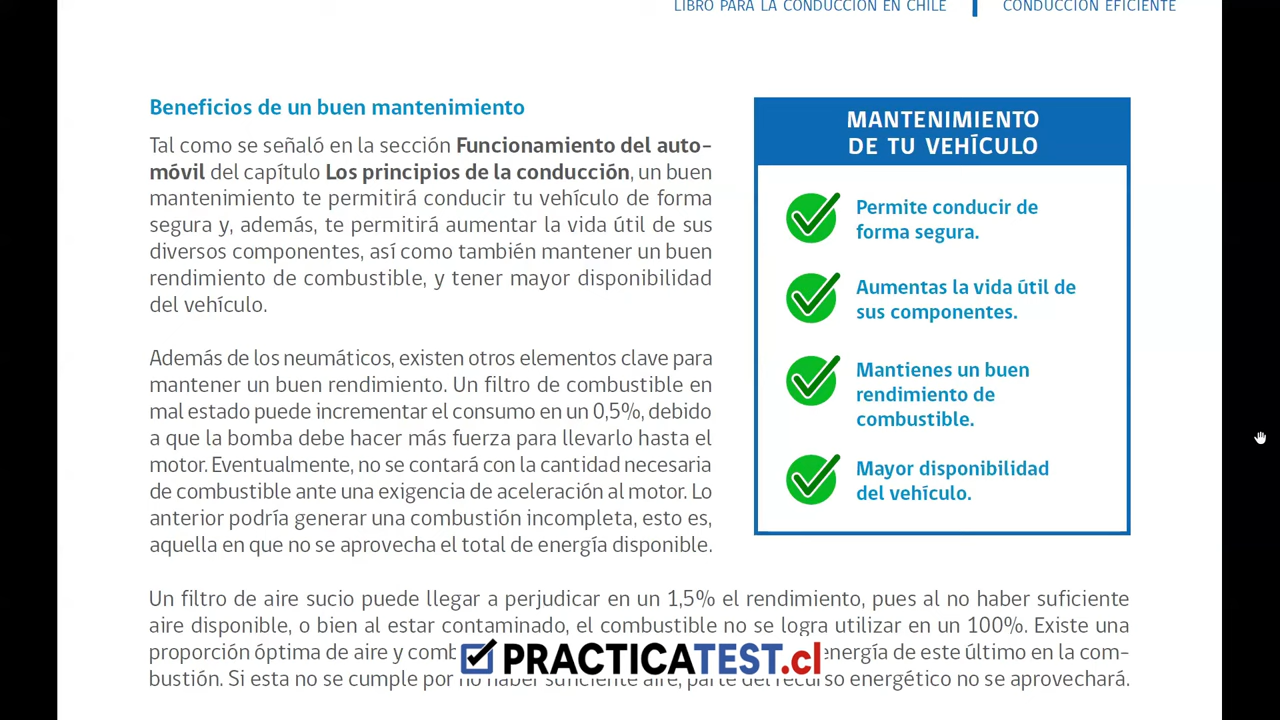 LIBRO PARA LA CONDUCCIÓN EN CHILE | CONDUCCIÓN EFICIENTE
Beneficios de un buen mantenimiento
Tal como se señaló en la sección Funcionamiento del auto-
móvil del capítulo Los principios de la conducción, un buen
mantenimiento te permitirá conducir tu vehículo de forma
segura y, además, te permitirá aumentar la vida útil de sus
diversos componentes, así como también mantener un buen
rendimiento de combustible, y tener mayor disponibilidad
del vehículo.
Además de los neumáticos, existen otros elementos clave para
mantener un buen rendimiento. Un filtro de combustible en
mal estado puede incrementar el consumo en un 0,5%, debido
a que la bomba debe hacer más fuerza para llevarlo hasta el
motor. Eventualmente, no se contará con la cantidad necesaria
de combustible ante una exigencia de aceleración al motor. Lo
anterior podría generar una combustión incompleta, esto es,
aquella en que no se aprovecha el total de energía disponible.
MANTENIMIENTO
DE TU VEHÍCULO
Permite conducir de
forma segura.
Aumentas la vida útil de
sus componentes.
Mantienes un buen
rendimiento de
combustible.
Mayor disponibilidad
del vehículo.
Un filtro de aire sucio puede llegar a perjudicar en un 1,5% el rendimiento, pues al no haber suficiente
aire disponible, o bien al estar contaminado, el combustible no se logra utilizar en un 100%. Existe una
proporción óptima de aire y comb energía de este último en la com-
bustión. Si esta no se cumple por no haber suficiente aire, parte del recurso energético no se aprovechará.
PRACTICATEST.cl